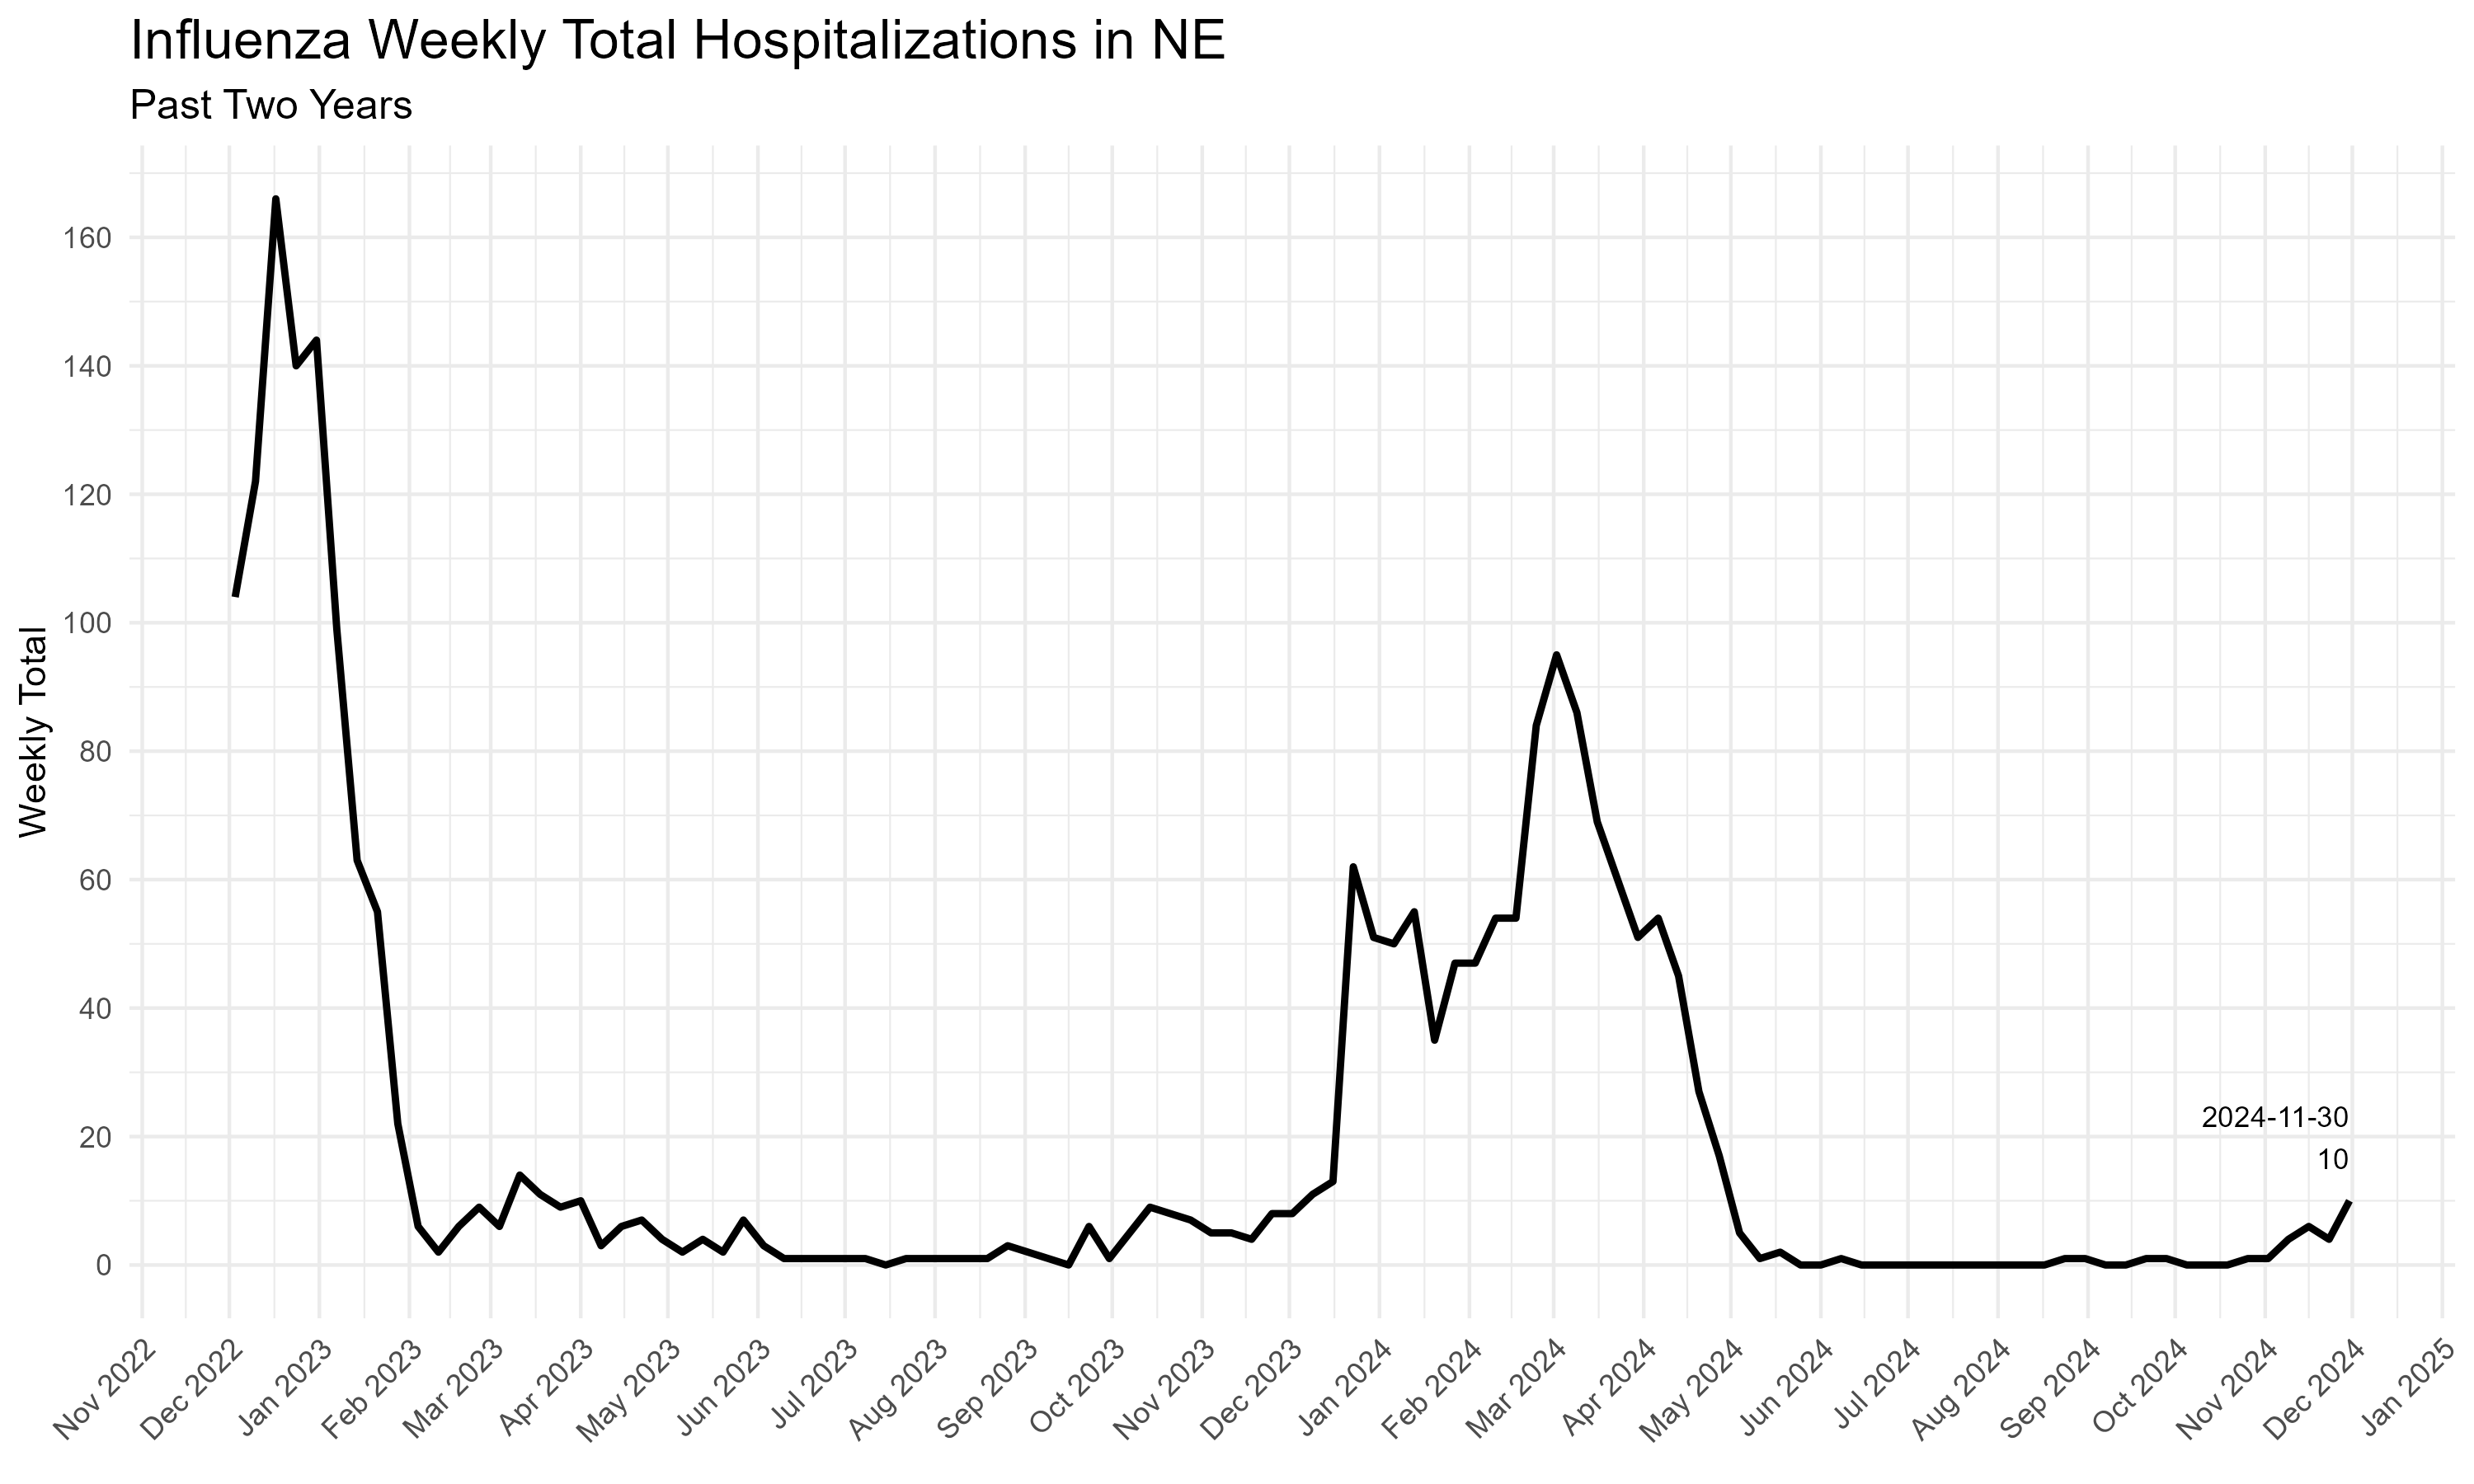 Influenza Weekly Total Hospitalizations in NE
Past Two Years
Weekly Total
160
140
120
100
80
60
40
20
0
2024-11-30
10
Nov 2022
Dec 2022
Jan 2023
Feb 2023
Mar 2023
Apr 2023
May 2023
Jun 2023
Jul 2023
Aug 2023
Sep 2023
Oct 2023
Nov 2023
Dec 2023
Jan 2024
Feb 2024
Mar 2024
Apr 2024
May 2024
Jun 2024
Jul 2024
Aug 2024
Sep 2024
Oct 2024
Nov 2024
Dec 2024
Jan 2025